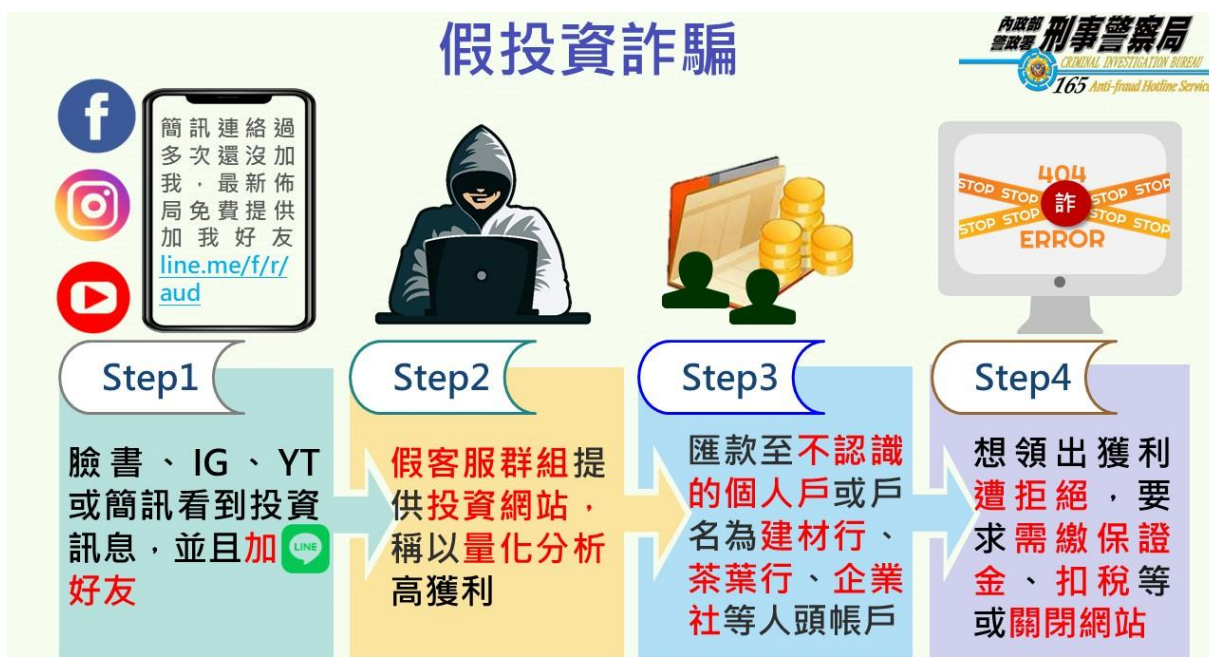 假投資詐騙
內政部
警政署
刑事警察局
CRIMINAL INVESTIGATION BUREAU
165 Anti-fraud Hotline Service
簡訊連絡過
多次還沒加
我，最新佈
局免費提供
加我好友
line.me/f/r/
aud
404
STOP STOP STOP STOP
詐
STOP STOP STOP STOP
ERROR
Step1
臉書、IG、YT
或簡訊看到投資
訊息，並且加LINE
好友
Step2
假客服群組提
供投資網站，
稱以量化分析
高獲利
Step3
匯款至不認識
的個人戶或戶
名為建材行、
茶葉行、企業
社等人頭帳戶
Step4
想領出獲利
遭拒絕，要
求需繳保證
金、扣稅等
或關閉網站